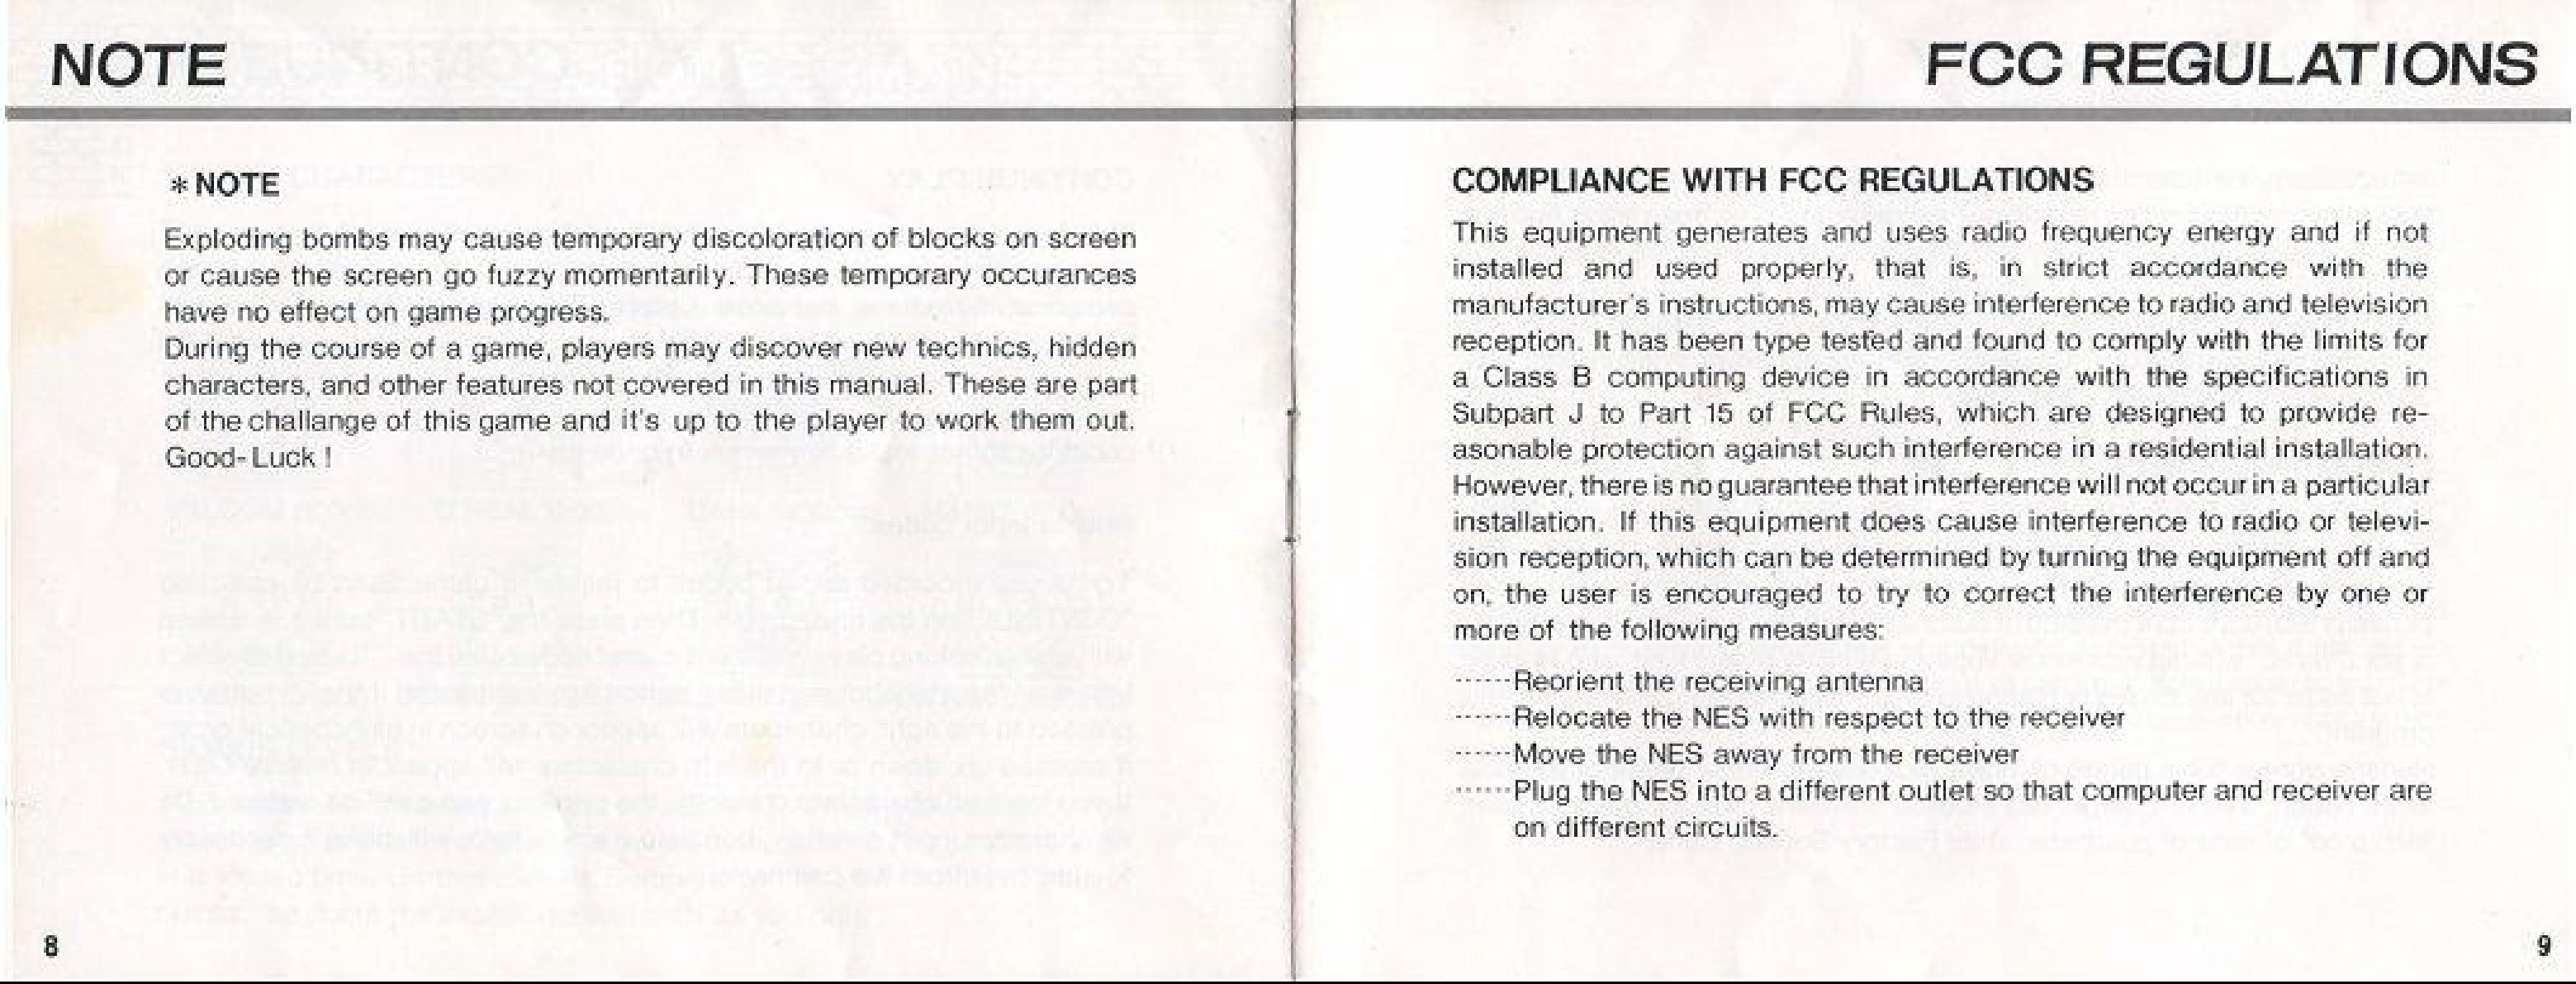 NOTE
* NOTE
Exploding bombs may cause temporary discoloration of blocks on screen
or cause the screen go fuzzy momentarily. These temporary occurances
have no effect on game progress.
During the course of a game, players may discover new technics, hidden
characters, and other features not covered in this manual. These are part
of the challange of this game and it's up to the player to work them out.
Good-Luck !
8
FCC REGULATIONS
COMPLIANCE WITH FCC REGULATIONS
This equipment generates and uses radio frequency energy and if not
installed and used properly, that is, in strict accordance with the
manufacturer's instructions, may cause interference to radio and television
reception. It has been type tested and found to comply with the limits for
a Class B computing device in accordance with the specifications in
Subpart J to Part 15 of FCC Rules, which are designed to provide re-
asonable protection against such interference in a residential installation.
However, there is no guarantee that interference will not occur in a particular
installation. If this equipment does cause interference to radio or televi-
sion reception, which can be determined by turning the equipment off and
on, the user is encouraged to try to correct the interference by one or
more of the following measures:
······Reorient the receiving antenna
······Relocate the NES with respect to the receiver
······Move the NES away from the receiver
······Plug the NES into a different outlet so that computer and receiver are
on different circuits.
9